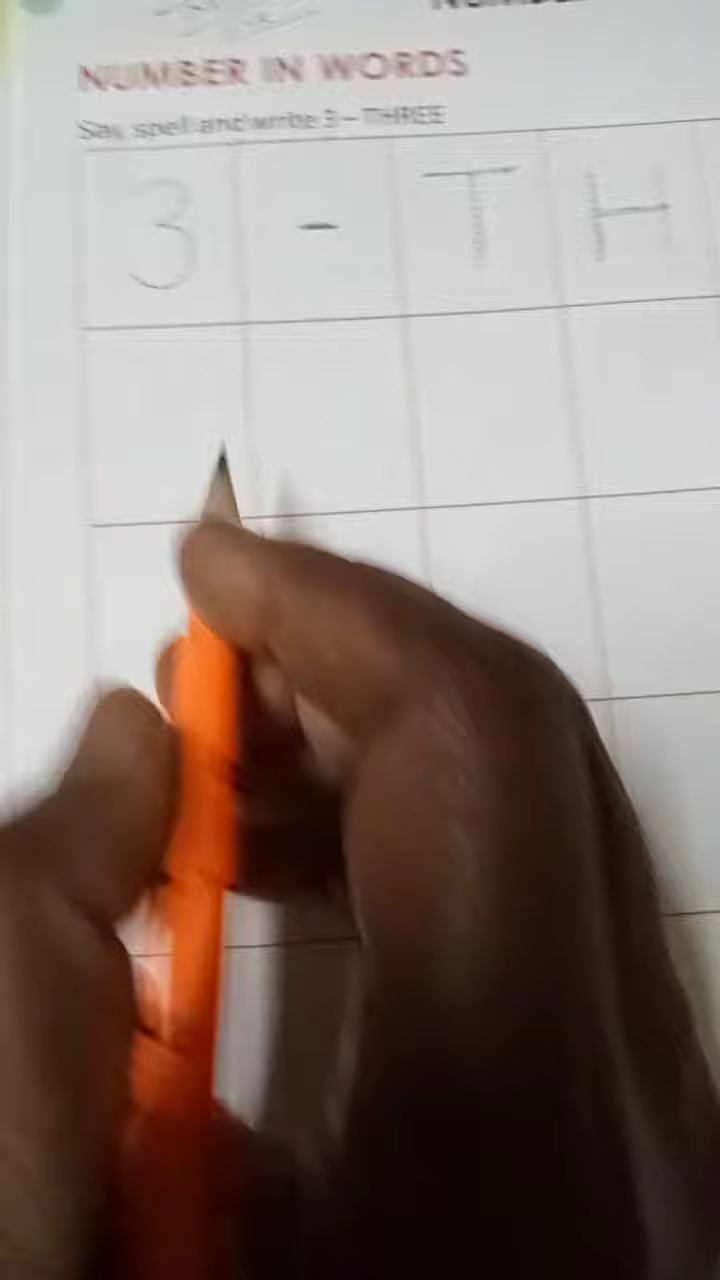 NUMBER IN WORDS
Say, spell and write 3 - THREE
3 - T H